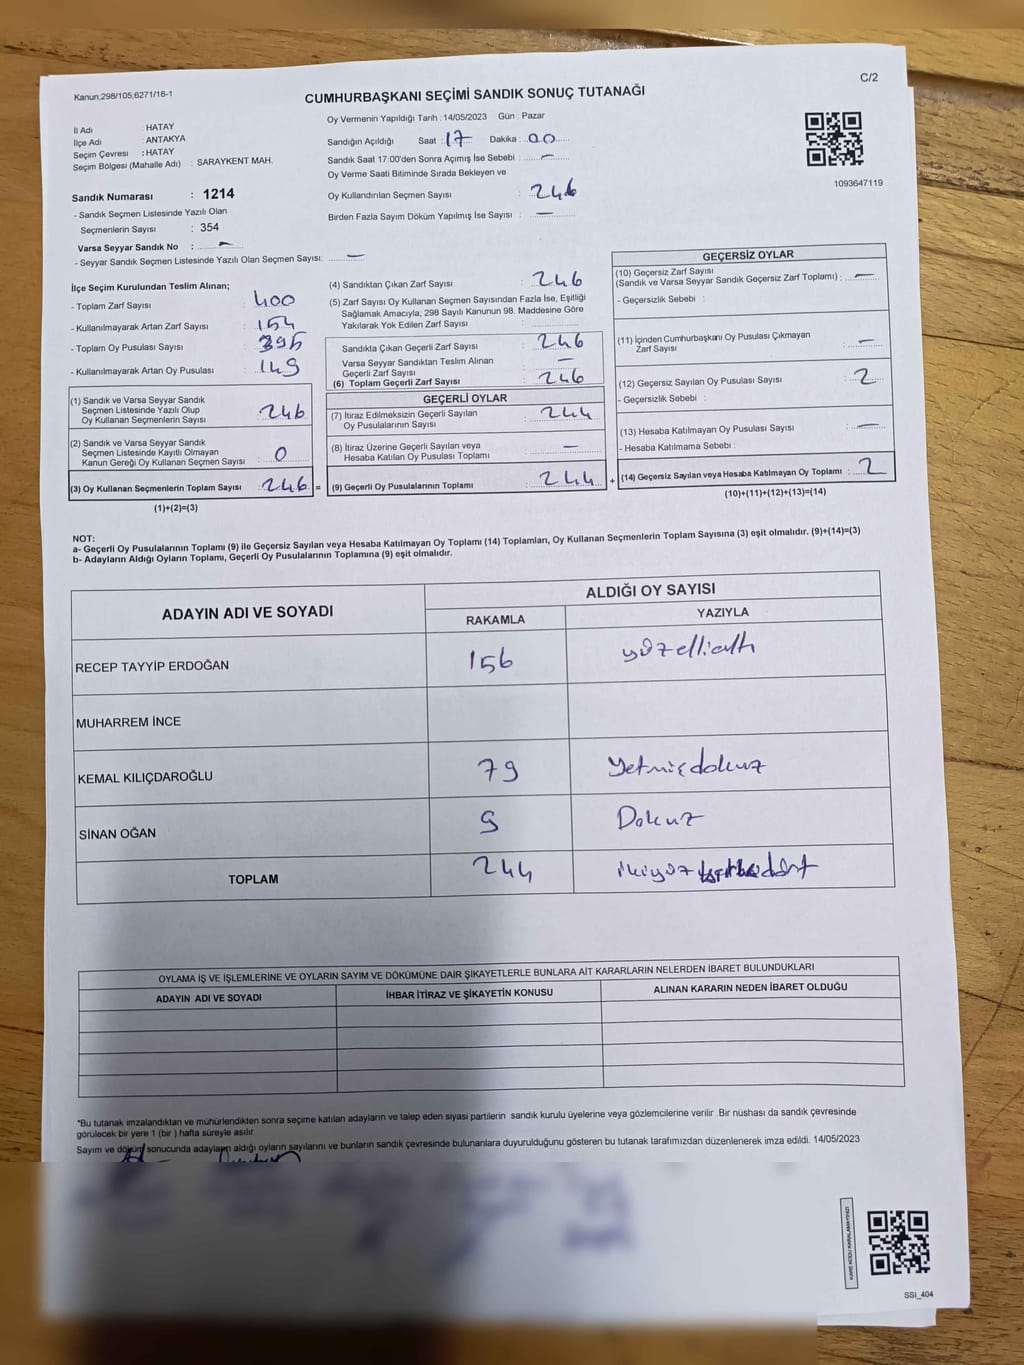 C/2
Kanun;298/105,6271/18-1
CUMHURBAŞKANI SEÇİMİ SANDIK SONUÇ TUTANAĞI
İl Adı : HATAY
İlçe Adı : ANTAKYA
Seçim Çevresi : HATAY
Seçim Bölgesi (Mahalle Adı) : SARAYKENT MAH.
Sandık Numarası : 1214
- Sandık Seçmen Listesinde Yazılı Olan
Seçmenlerin Sayısı : 354
Varsa Seyyar Sandık No : -
- Seyyar Sandık Seçmen Listesinde Yazılı Olan Seçmen Sayısı: -
Oy Vermenin Yapıldığı Tarih : 14/05/2023 Gün : Pazar
Sandığın Açıldığı Saat : 17 Dakika : 00
Sandık Saat 17:00'den Sonra Açımış İse Sebebi : -
Oy Verme Saati Bitiminde Sırada Bekleyen ve
Oy Kullandırılan Seçmen Sayısı : 246
Birden Fazla Sayım Döküm Yapılmış İse Sayısı : -
1093647119
İlçe Seçim Kurulundan Teslim Alınan;
- Toplam Zarf Sayısı : 400
- Kullanılmayarak Artan Zarf Sayısı : 154
- Toplam Oy Pusulası Sayısı : 395
- Kullanılmayarak Artan Oy Pusulası : 149
(1) Sandık ve Varsa Seyyar Sandık
Seçmen Listesinde Yazılı Olup
Oy Kullanan Seçmenlerin Sayısı : 246
(2) Sandık ve Varsa Seyyar Sandık
Seçmen Listesinde Kayıtlı Olmayan
Kanun Gereği Oy Kullanan Seçmen Sayısı : 0
(3) Oy Kullanan Seçmenlerin Toplam Sayısı : 246 =
(1)+(2)=(3)
(4) Sandıktan Çıkan Zarf Sayısı : 246
(5) Zarf Sayısı Oy Kullanan Seçmen Sayısından Fazla İse, Eşitliği
Sağlamak Amacıyla; 298 Sayılı Kanunun 98. Maddesine Göre
Yakılarak Yok Edilen Zarf Sayısı :
Sandıkta Çıkan Geçerli Zarf Sayısı : 246
Varsa Seyyar Sandıktan Teslim Alınan
Geçerli Zarf Sayısı : -
(6) Toplam Geçerli Zarf Sayısı : 246
GEÇERLİ OYLAR
(7) İtiraz Edilmeksizin Geçerli Sayılan
Oy Pusulalarının Sayısı : 244
(8) İtiraz Üzerine Geçerli Sayılan veya
Hesaba Katılan Oy Pusulası Toplamı : -
(9) Geçerli Oy Pusulalarının Toplamı : 244 +
GEÇERSİZ OYLAR
(10) Geçersiz Zarf Sayısı
(Sandık ve Varsa Seyyar Sandık Geçersiz Zarf Toplamı) : -
- Geçersizlik Sebebi :
(11) İçinden Cumhurbaşkanı Oy Pusulası Çıkmayan
Zarf Sayısı : -
(12) Geçersiz Sayılan Oy Pusulası Sayısı : 2
- Geçersizlik Sebebi :
(13) Hesaba Katılmayan Oy Pusulası Sayısı : -
- Hesaba Katılmama Sebebi :
(14) Geçersiz Sayılan veya Hesaba Katılmayan Oy Toplamı : 2
(10)+(11)+(12)+(13)=(14)
NOT:
a- Geçerli Oy Pusulalarının Toplamı (9) ile Geçersiz Sayılan veya Hesaba Katılmayan Oy Toplamı (14) Toplamları, Oy Kullanan Seçmenlerin Toplam Sayısına (3) eşit olmalıdır. (9)+(14)=(3)
b- Adayların Aldığı Oyların Toplamı, Geçerli Oy Pusulalarının Toplamına (9) eşit olmalıdır.
ADAYIN ADI VE SOYADI
ALDIĞI OY SAYISI
RAKAMLA YAZIYLA
RECEP TAYYİP ERDOĞAN 156 yüzellialtı
MUHARREM İNCE
KEMAL KILIÇDAROĞLU 79 Yetmişdokuz
SİNAN OĞAN 9 Dokuz
TOPLAM 244 ikiyüz dört
OYLAMA İŞ VE İŞLEMLERİNE VE OYLARIN SAYIM VE DÖKÜMÜNE DAİR ŞİKAYETLERLE BUNLARA AİT KARARLARIN NELERDEN İBARET BULUNDUKLARI
ADAYIN ADI VE SOYADI İHBAR İTİRAZ VE ŞİKAYETİN KONUSU ALINAN KARARIN NEDEN İBARET OLDUĞU
*Bu tutanak imzalandıktan ve mühürlendikten sonra seçime katılan adayların ve talep eden siyasi partilerin sandık kurulu üyelerine veya gözlemcilerine verilir .Bir nüshası da sandık çevresinde
görülecek bir yere 1 (bir ) hafta süreyle asılır.
Sayım ve döküm sonucunda adayların aldığı oyların sayılarını ve bunların sandık çevresinde bulunanlara duyurulduğunu gösteren bu tutanak tarafımızdan düzenlenerek imza edildi. 14/05/2023
KARE KODU KARALAMAYINIZ!
SSI_404